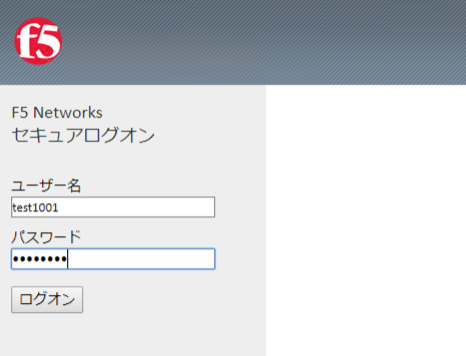 f5
F5 Networks
セキュアログオン
ユーザー名
test1001
パスワード
••••••••
ログオン